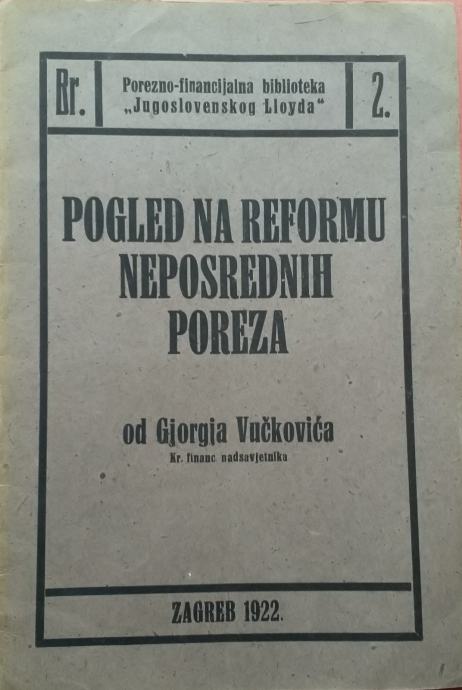 Br.
Porezno-financijalna biblioteka
„Jugoslovenskog Lloyda“
2.
POGLED NA REFORMU
NEPOSREDNIH
POREZA
od Gjorgja Vučkovića
Kr. financ nadsavjetnika
ZAGREB 1922.